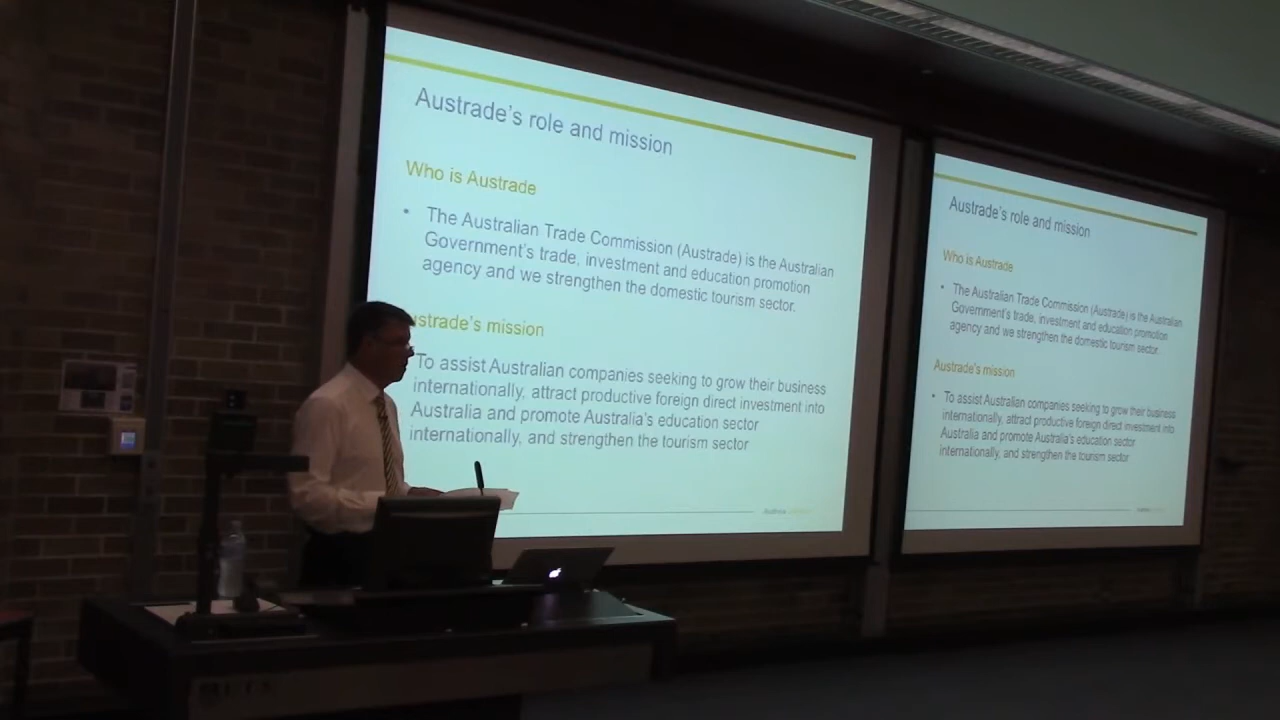 Austrade's role and mission
Who is Austrade
• The Australian Trade Commission (Austrade) is the Australian
Government's trade, investment and education promotion
agency and we strengthen the domestic tourism sector.
ustrade's mission
To assist Australian companies seeking to grow their business
internationally, attract productive foreign direct investment into
Australia and promote Australia's education sector
internationally, and strengthen the tourism sector
Austrade's role and mission
Who is Austrade
• The Australian Trade Commission (Austrade) is the Australian
Government's trade, investment and education promotion
agency and we strengthen the domestic tourism sector.
Austrade's mission
• To assist Australian companies seeking to grow their business
internationally, attract productive foreign direct investment into
Australia and promote Australia's education sector
internationally, and strengthen the tourism sector